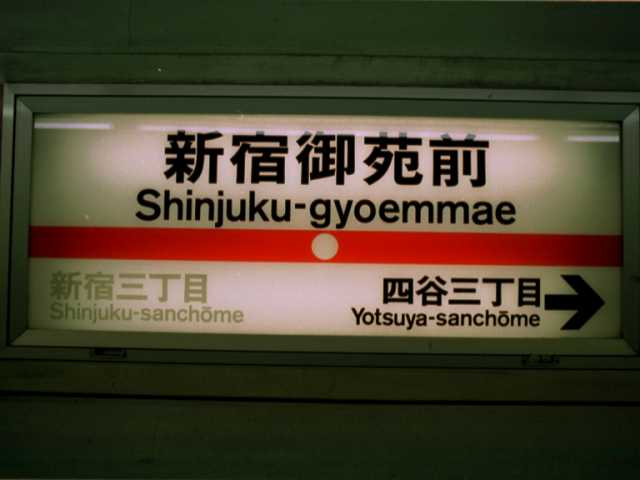 新宿御苑前
Shinjuku-gyoemmae
新宿三丁目
Shinjuku-sanchōme
四谷三丁目
Yotsuya-sanchōme